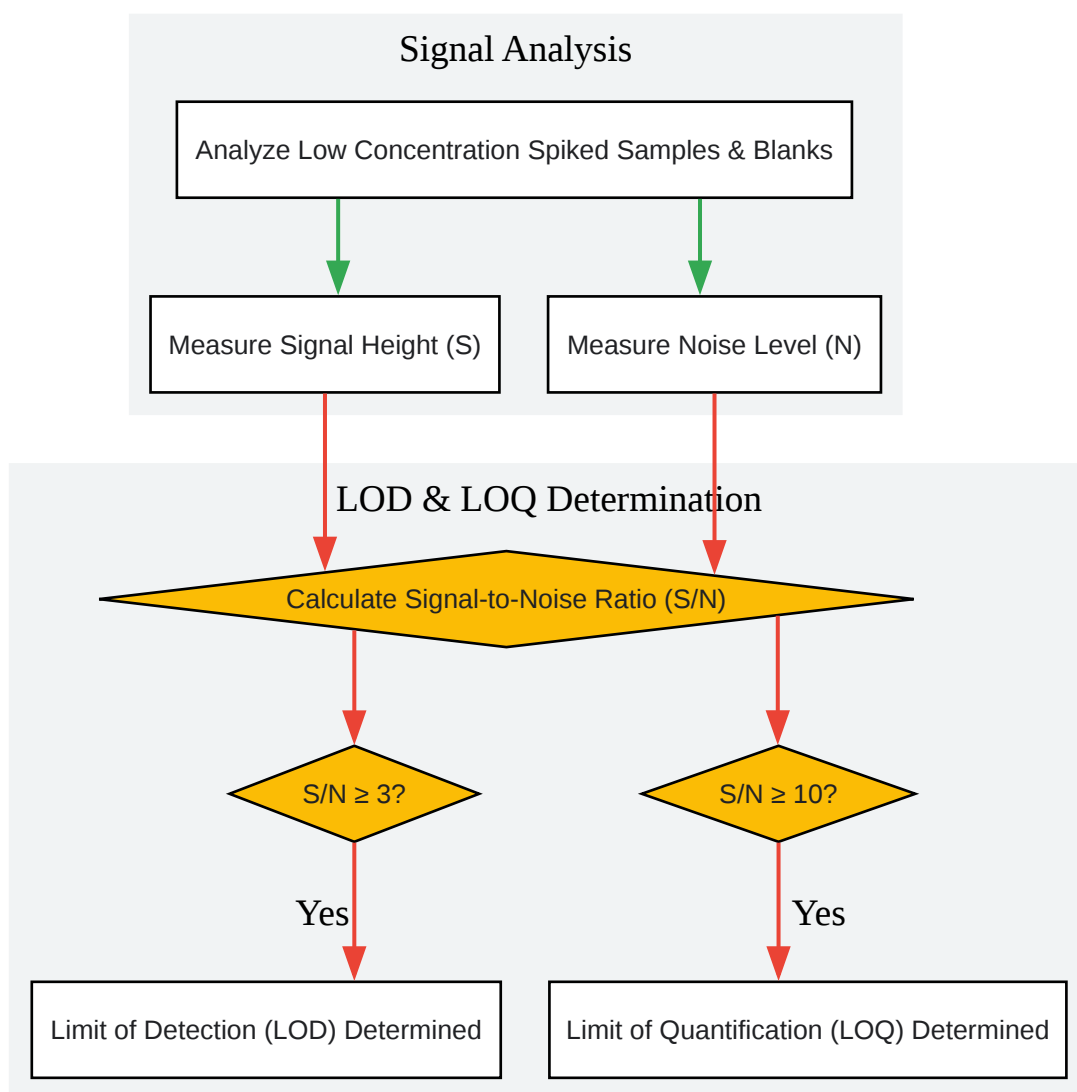 Signal Analysis
Analyze Low Concentration Spiked Samples & Blanks
Measure Signal Height (S)
Measure Noise Level (N)
LOD & LOQ Determination
Calculate Signal-to-Noise Ratio (S/N)
S/N ≥ 3?
S/N ≥ 10?
Yes
Yes
Limit of Detection (LOD) Determined
Limit of Quantification (LOQ) Determined